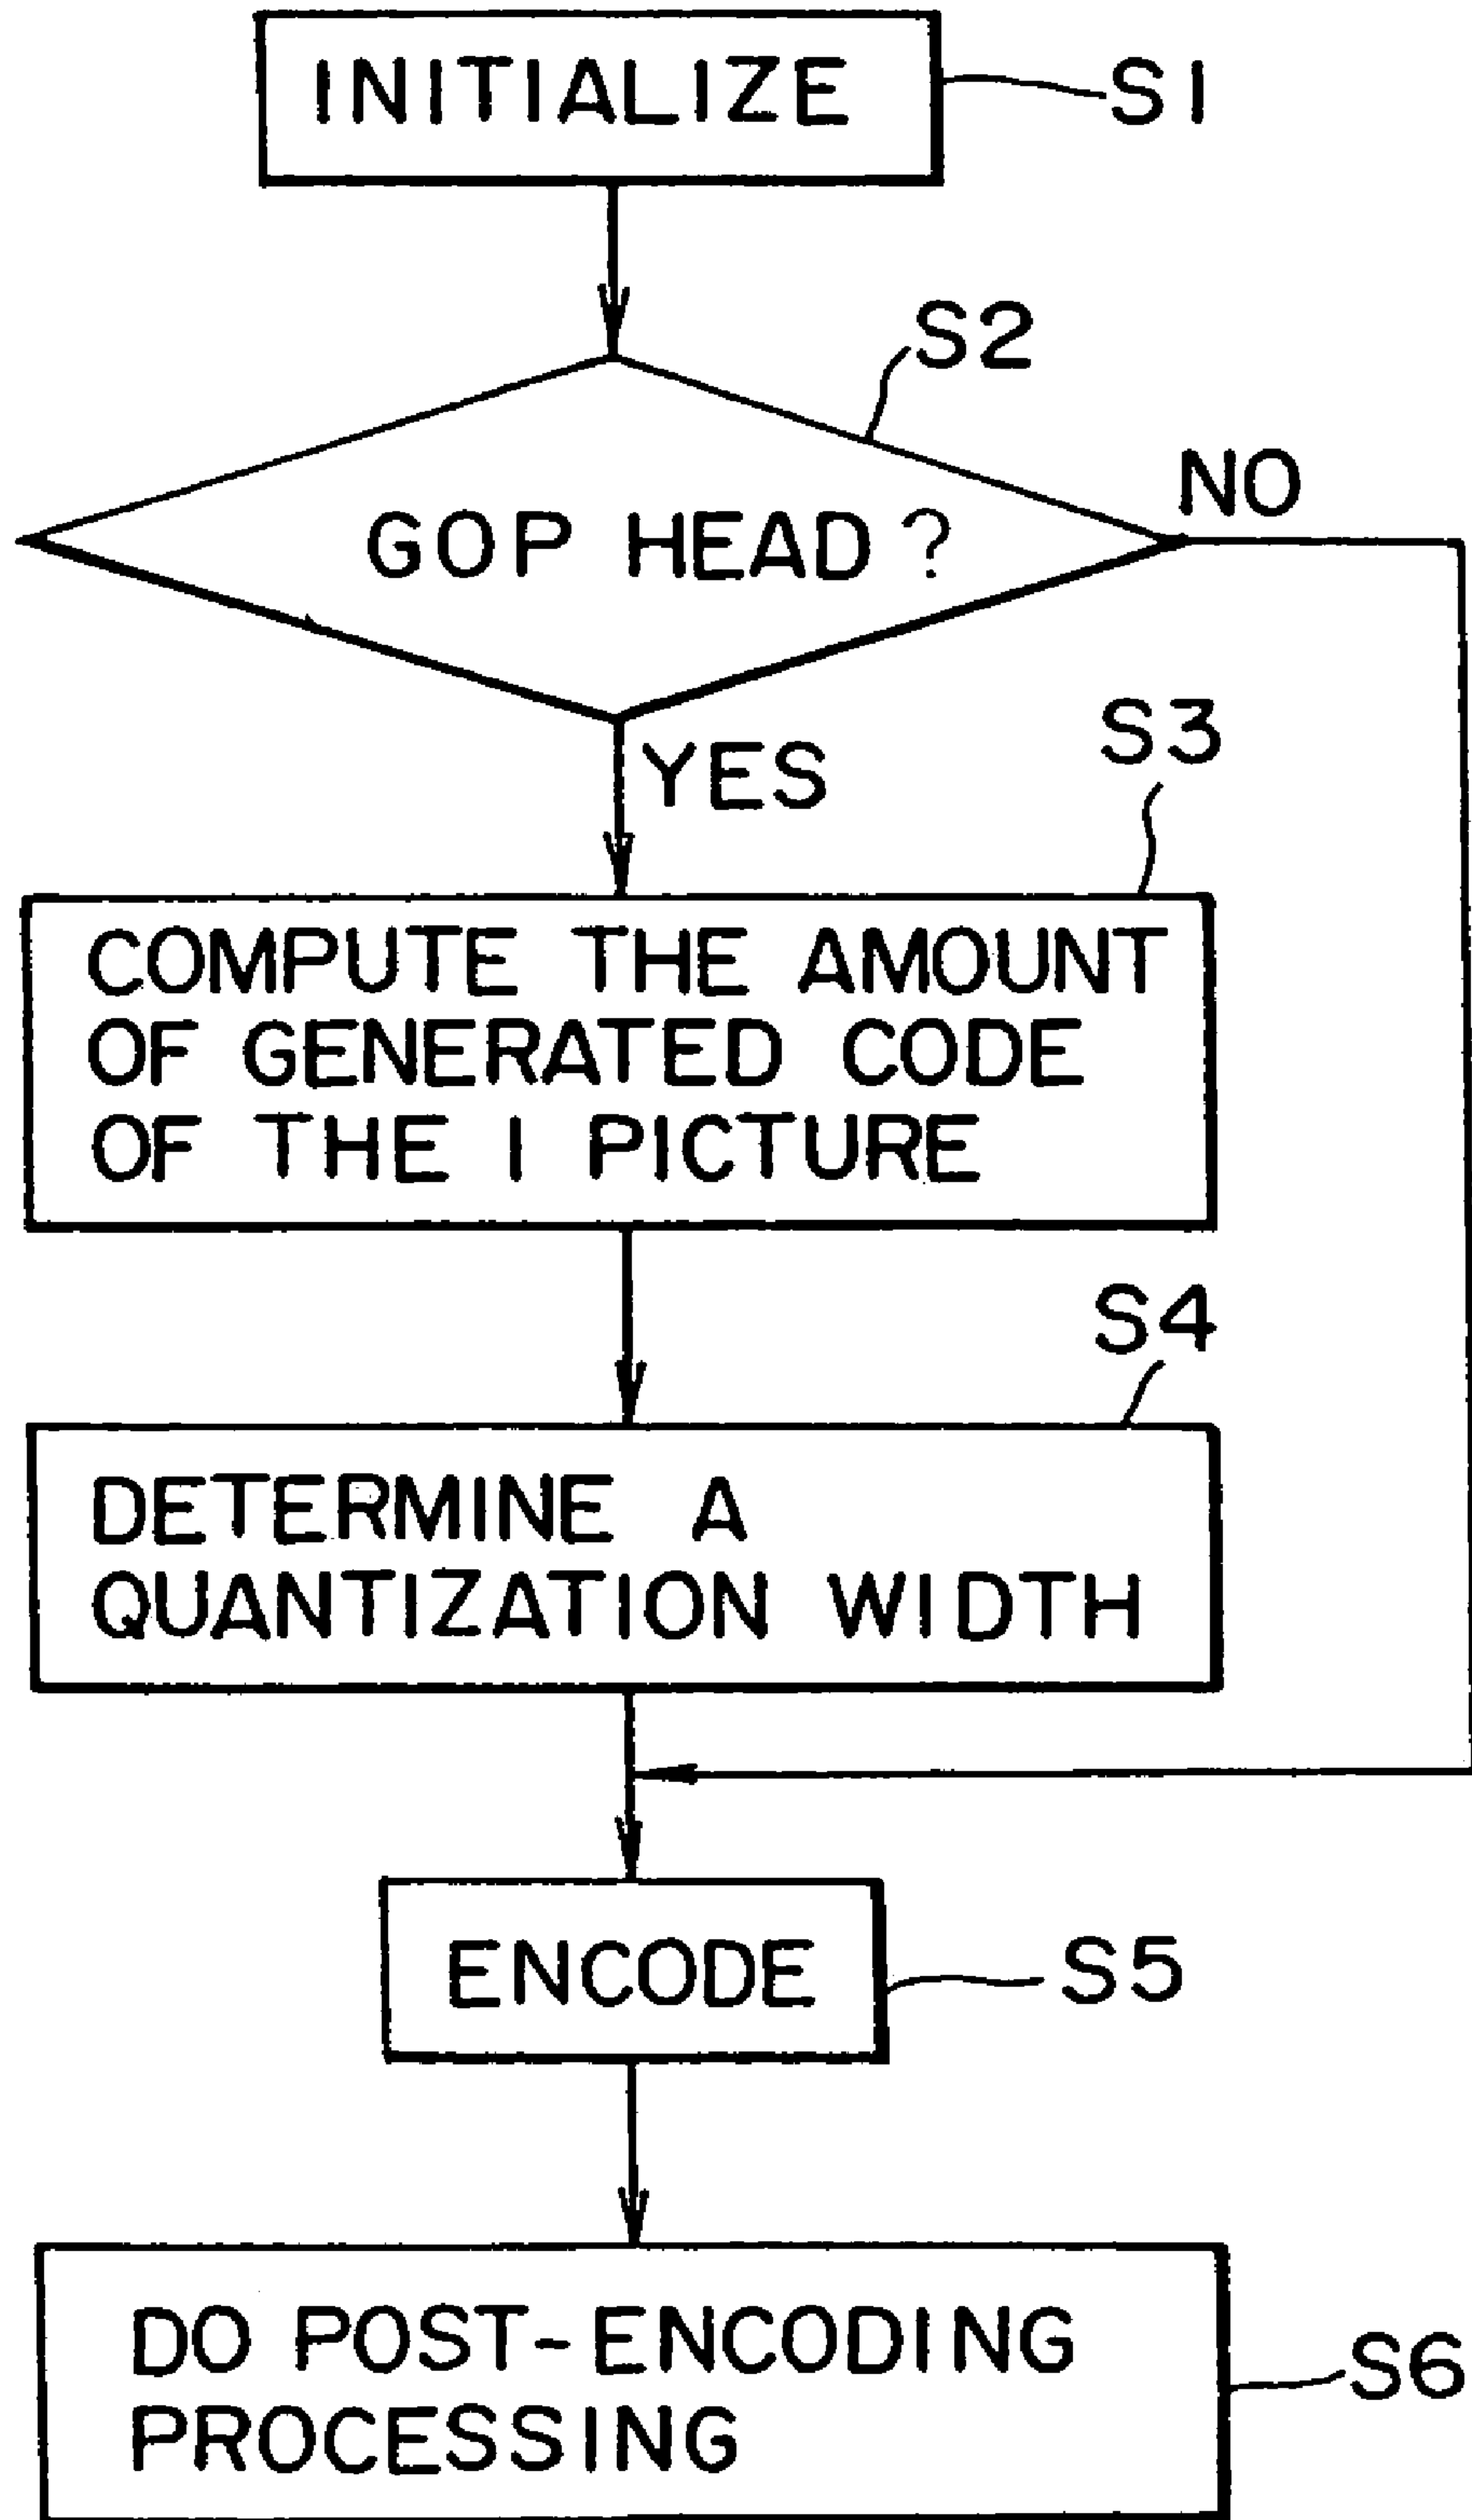 INITIALIZE
S1
S2
GOP HEAD?
NO
YES
S3
COMPUTE THE AMOUNT
OF GENERATED CODE
OF THE I PICTURE
S4
DETERMINE A
QUANTIZATION WIDTH
ENCODE
S5
DO POST-ENCODING
PROCESSING
S6